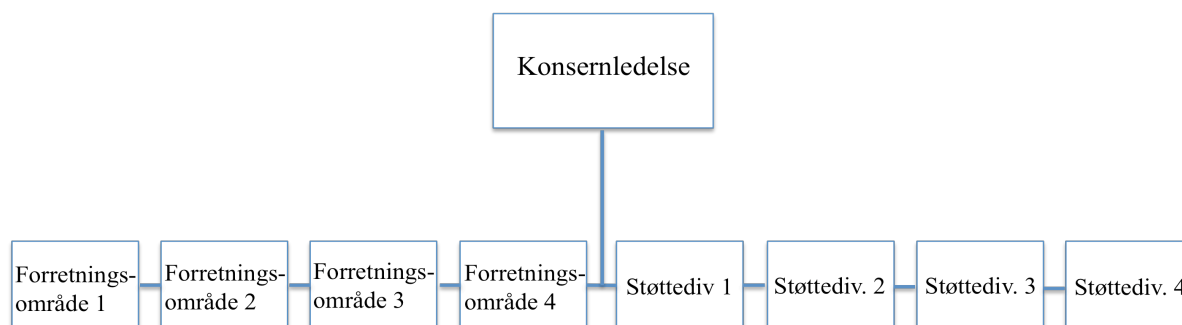 Konsernledelse
Forretnings-
område 1
Forretnings-
område 2
Forretnings-
område 3
Forretnings-
område 4
Støttediv 1
Støttediv. 2
Støttediv. 3
Støttediv. 4